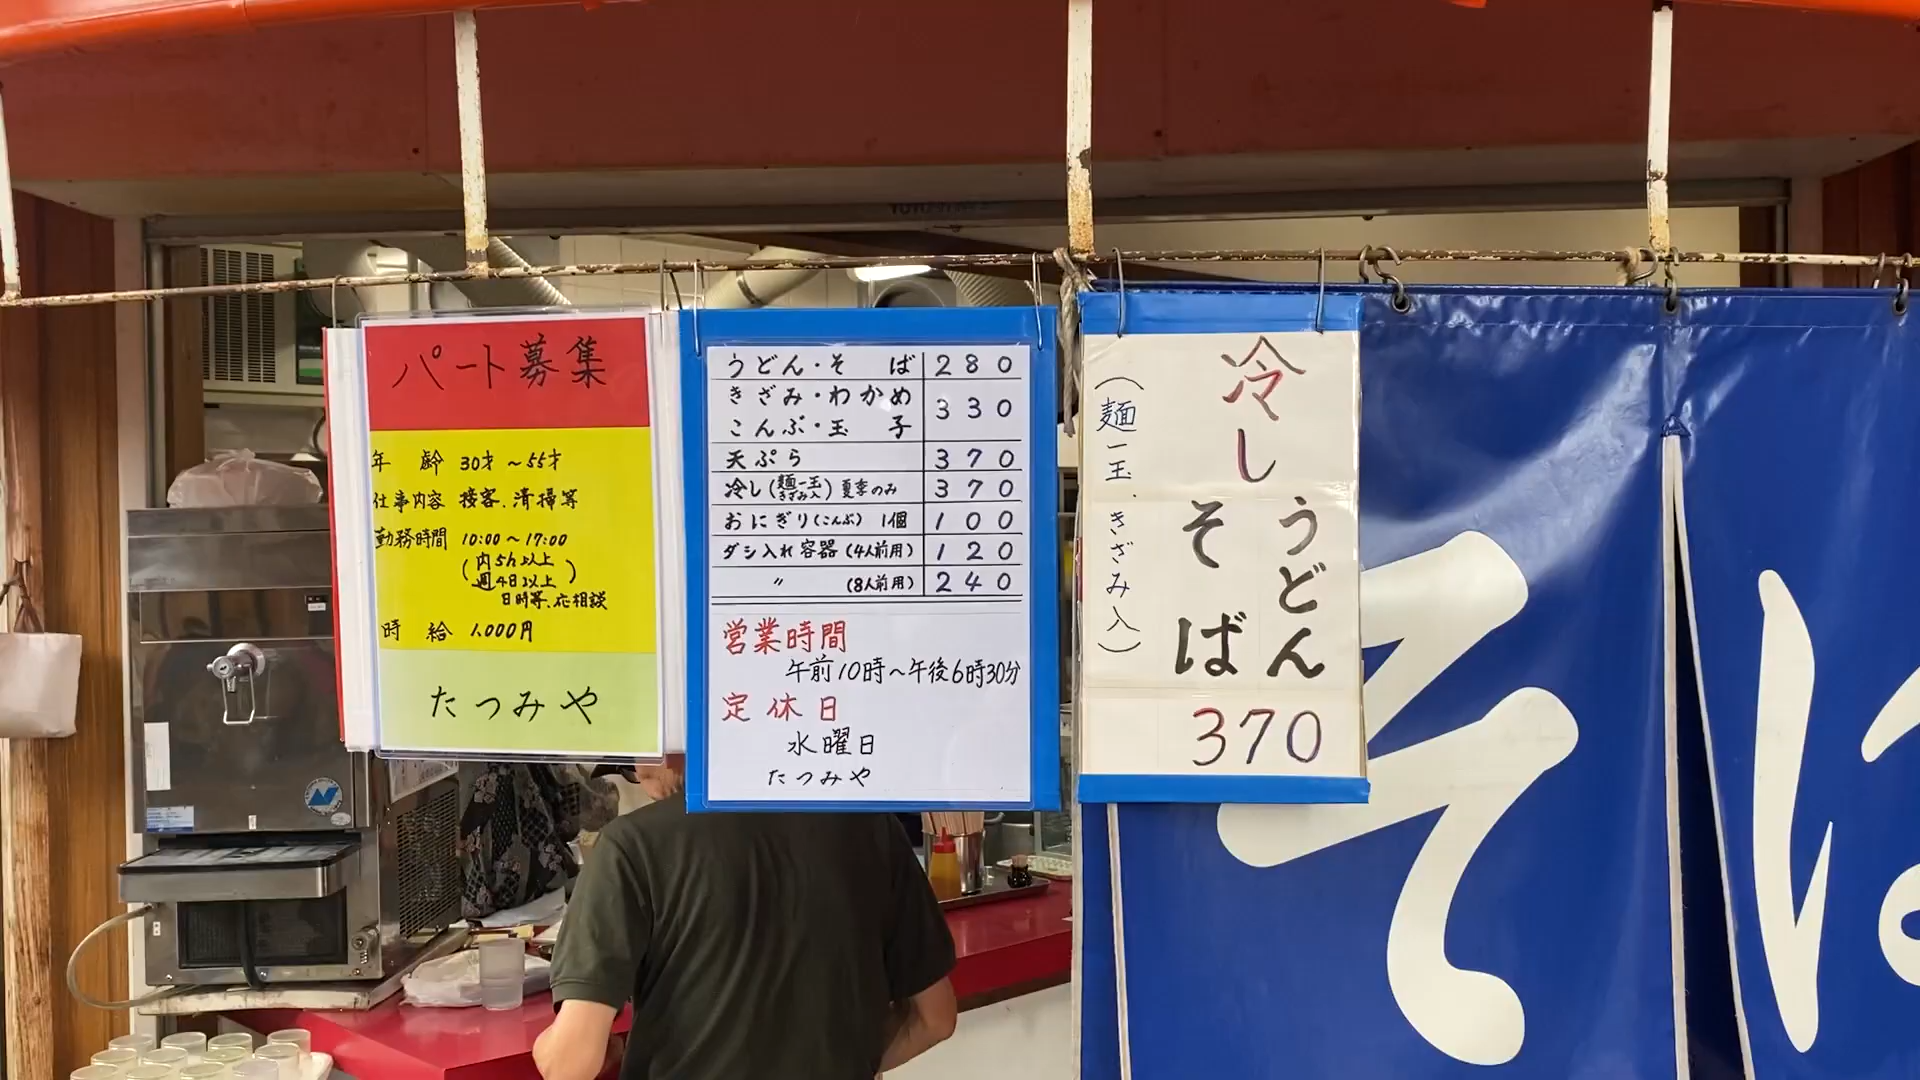 パート募集
年齢 30才～55才
仕事内容 接客、清掃等
勤務時間 10:00～17:00
(内5h以上
週4日以上)
日時等、応相談
時給 1,000円
たつみや
うどん・そば 280
きざみ・わかめ
こんぶ・玉子 330
天ぷら 370
冷し(麺一玉 きざみ入)夏季のみ 370
おにぎり(こんぶ) 1個 100
ダシ入れ容器(4人前用) 120
〃 (8人前用) 240
営業時間
午前10時～午後6時30分
定休日
水曜日
たつみや
冷し
うどん
そば
(麺一玉、きざみ入)
370
そば